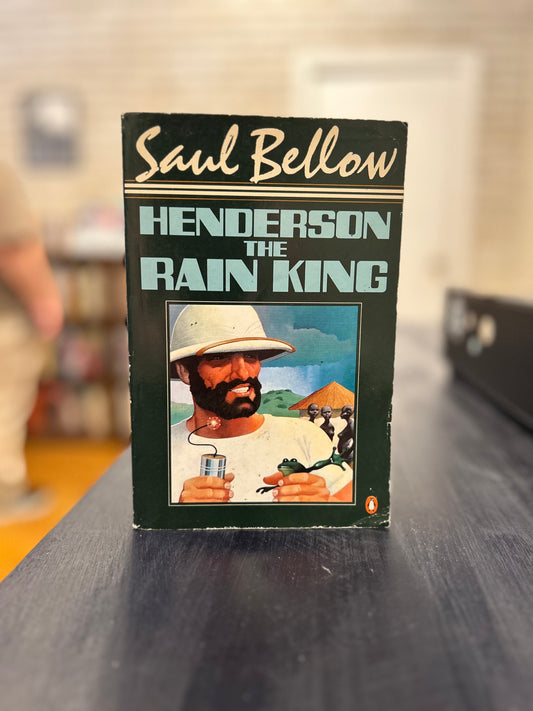 Saul Bellow
HENDERSON
THE
RAIN KING